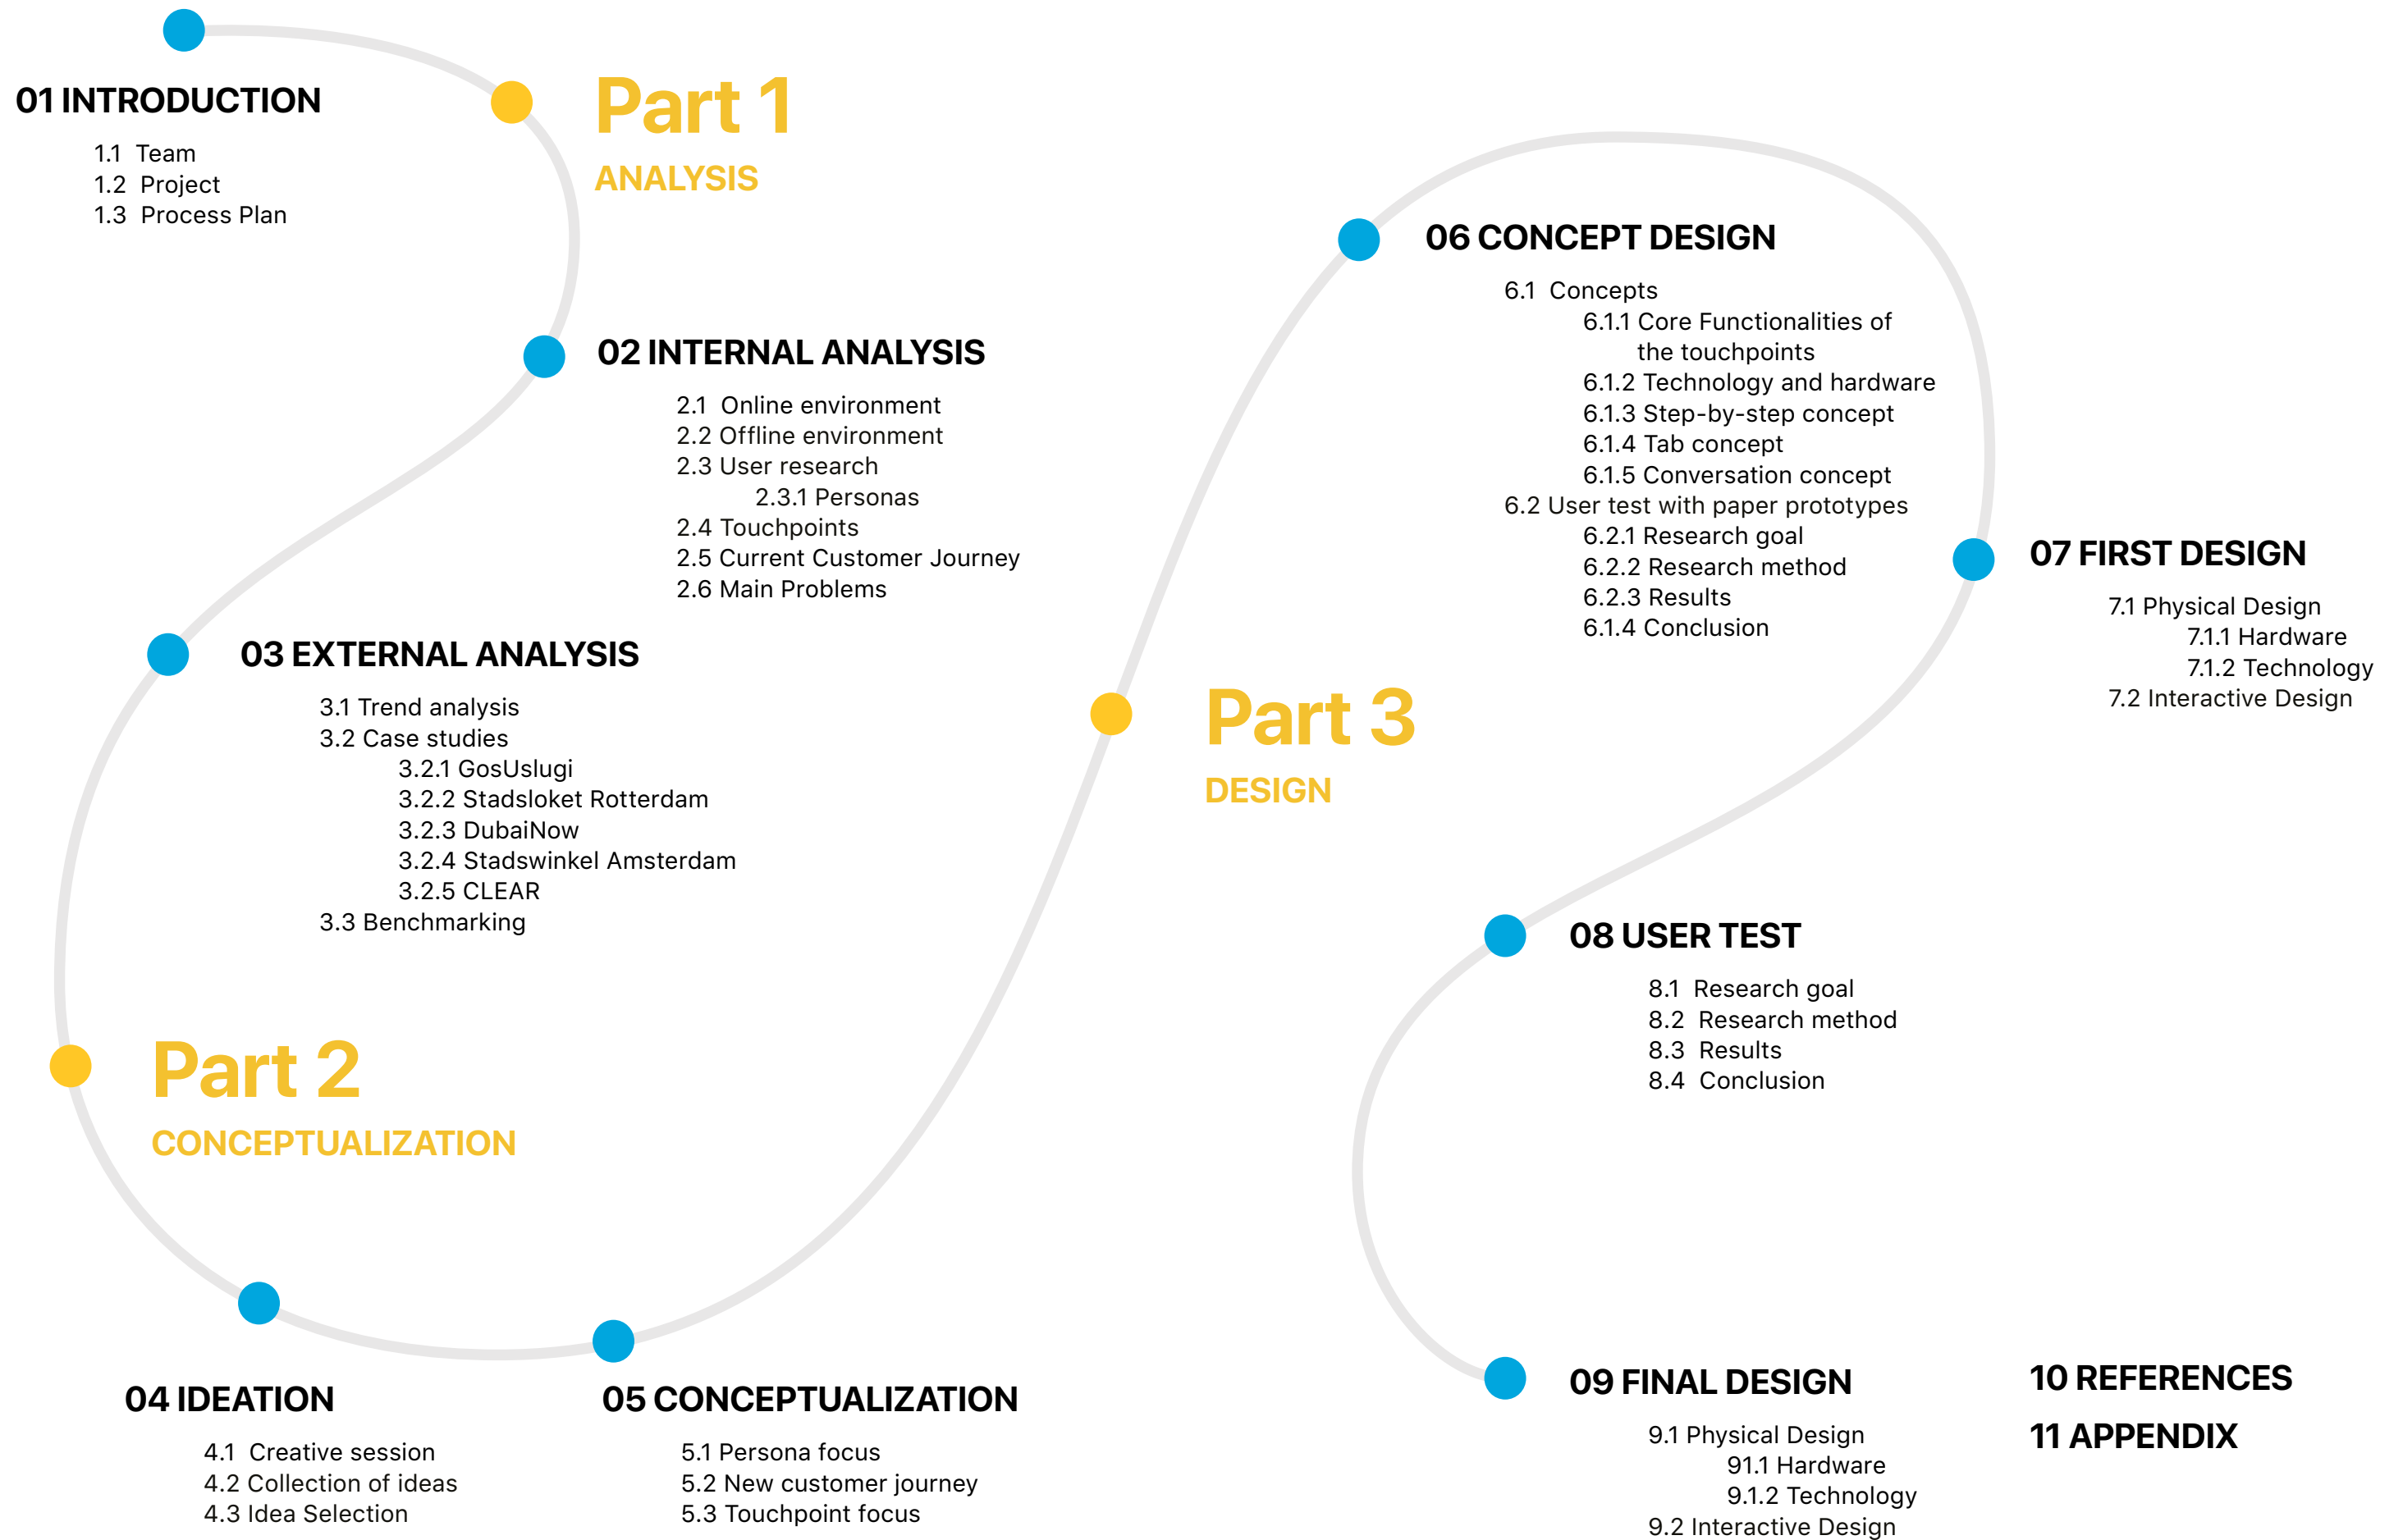 01 INTRODUCTION
1.1 Team
1.2 Project
1.3 Process Plan
Part 1
ANALYSIS
02 INTERNAL ANALYSIS
2.1 Online environment
2.2 Offline environment
2.3 User research
2.3.1 Personas
2.4 Touchpoints
2.5 Current Customer Journey
2.6 Main Problems
03 EXTERNAL ANALYSIS
3.1 Trend analysis
3.2 Case studies
3.2.1 GosUslugi
3.2.2 Stadsloket Rotterdam
3.2.3 DubaiNow
3.2.4 Stadswinkel Amsterdam
3.2.5 CLEAR
3.3 Benchmarking
Part 2
CONCEPTUALIZATION
04 IDEATION
4.1 Creative session
4.2 Collection of ideas
4.3 Idea Selection
05 CONCEPTUALIZATION
5.1 Persona focus
5.2 New customer journey
5.3 Touchpoint focus
Part 3
DESIGN
06 CONCEPT DESIGN
6.1 Concepts
6.1.1 Core Functionalities of
the touchpoints
6.1.2 Technology and hardware
6.1.3 Step-by-step concept
6.1.4 Tab concept
6.1.5 Conversation concept
6.2 User test with paper prototypes
6.2.1 Research goal
6.2.2 Research method
6.2.3 Results
6.1.4 Conclusion
07 FIRST DESIGN
7.1 Physical Design
7.1.1 Hardware
7.1.2 Technology
7.2 Interactive Design
08 USER TEST
8.1 Research goal
8.2 Research method
8.3 Results
8.4 Conclusion
09 FINAL DESIGN
9.1 Physical Design
91.1 Hardware
9.1.2 Technology
9.2 Interactive Design
10 REFERENCES
11 APPENDIX